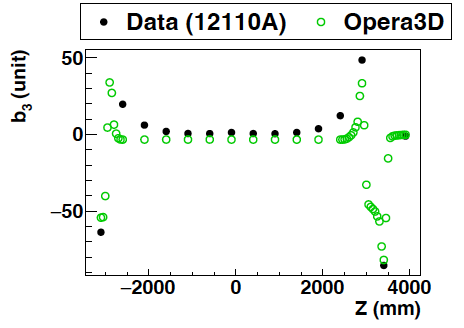 Data (12110A) Opera3D
b3 (unit)
50
0
−50
−2000 0 2000 4000
Z (mm)